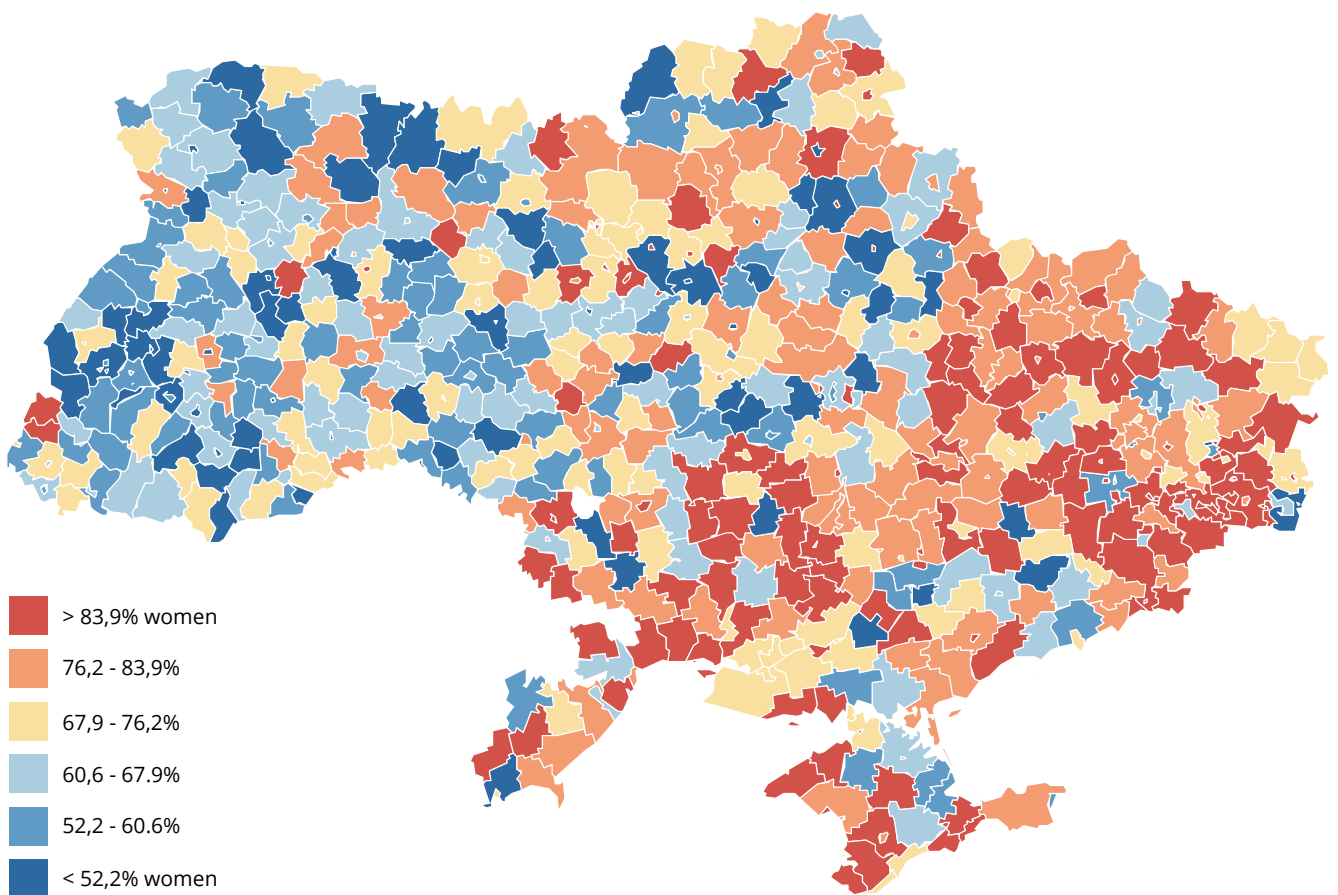 > 83,9% women
76,2 - 83,9%
67,9 - 76,2%
60,6 - 67.9%
52,2 - 60.6%
< 52,2% women